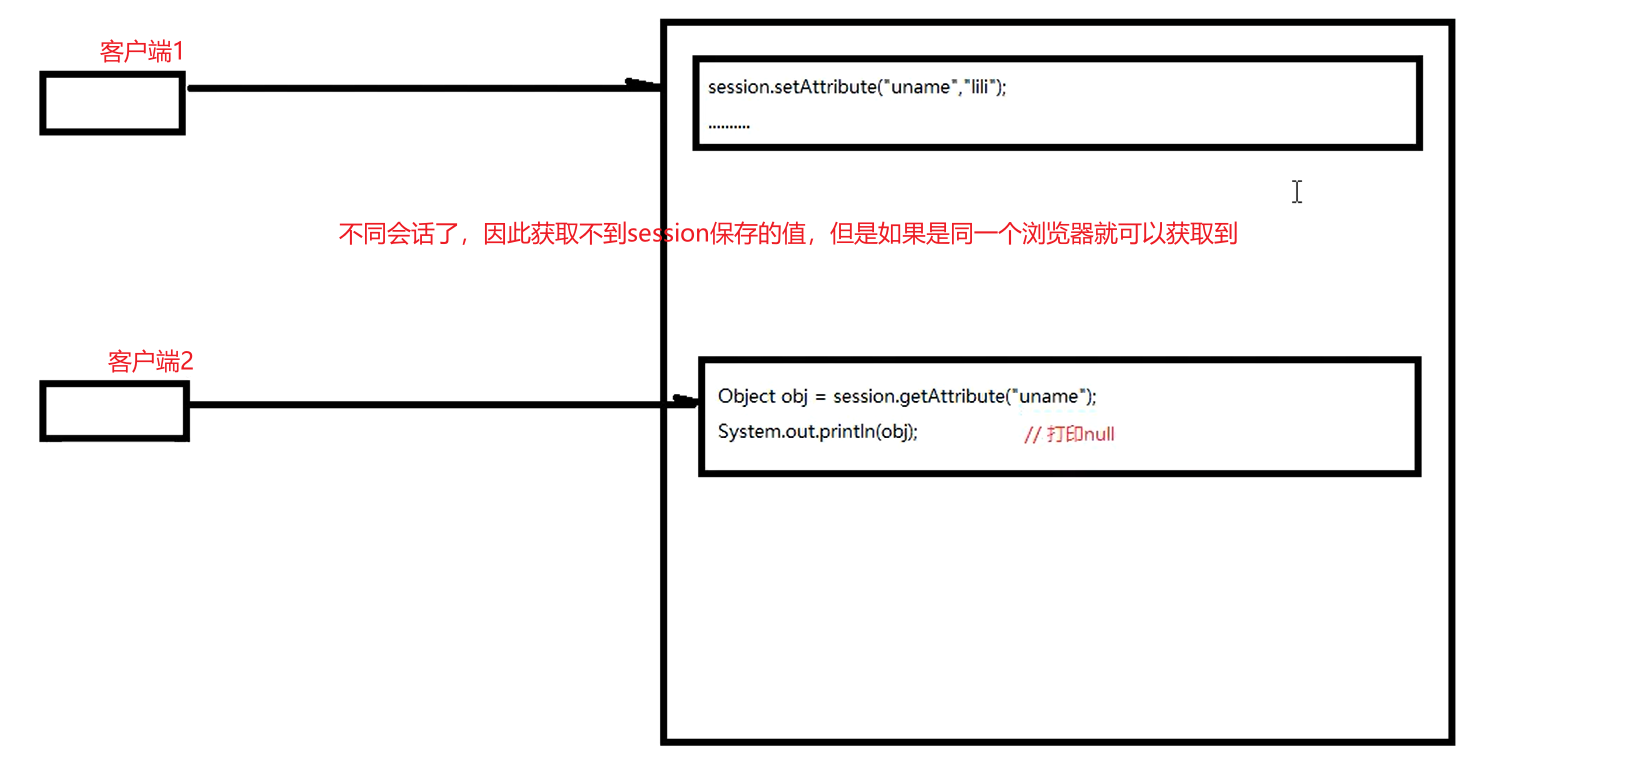 客户端1
session.setAttribute("uname","lili");
..........
不同会话了，因此获取不到session保存的值，但是如果是同一个浏览器就可以获取到
客户端2
Object obj = session.getAttribute("uname");
System.out.println(obj); // 打印null